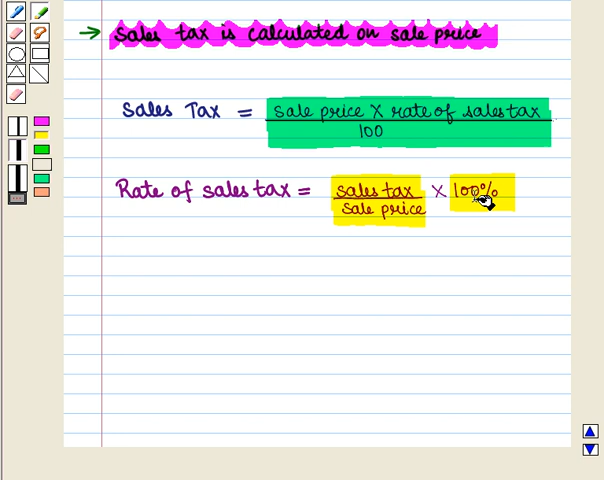 → Sales tax is calculated on sale price
Sales Tax = sale price X rate of sales tax
100
Rate of sales tax = sales tax X 100%
sale price